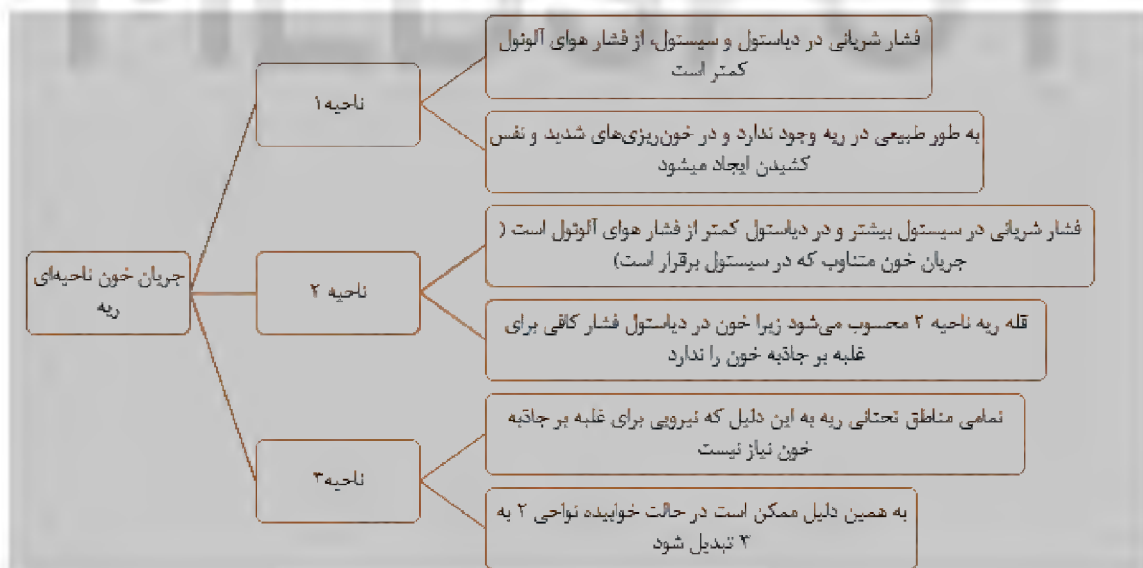 جریان خون ناحیه‌ای
ریه
ناحیه ۱
فشار شریانی در دیاستول و سیستول، از فشار هوای آلوئول
کمتر است
به طور طبیعی در ریه وجود ندارد و در خون‌ریزی‌های شدید و نفس
کشیدن ایجاد میشود
ناحیه ۲
فشار شریانی در سیستول بیشتر و در دیاستول کمتر از فشار هوای آلوئول است (
جریان خون متناوب که در سیستول برقرار است)
قله ریه ناحیه ۲ محسوب می‌شود زیرا خون در دیاستول فشار کافی برای
غلبه بر جاذبه خون را ندارد
ناحیه ۳
تمامی مناطق تحتانی ریه به این دلیل که نیرویی برای غلبه بر جاذبه
خون نیاز نیست
به همین دلیل ممکن است در حالت خوابیده نواحی ۲ به
۳ تبدیل شود